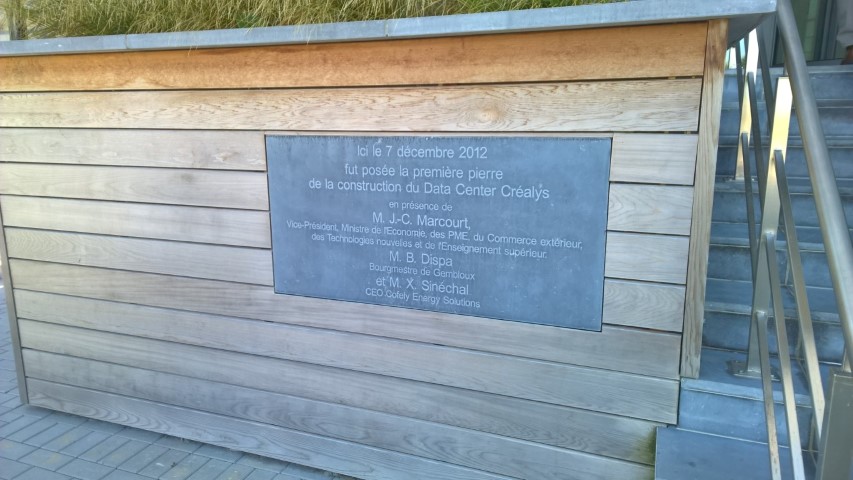 Ici le 7 décembre 2012
fut posée la première pierre
de la construction du Data Center Créalys
en présence de
M. J.-C. Marcourt,
Vice-President, Ministre de l'Economie, des PME, du Commerce extérieur,
des Technologies nouvelles et de l'Enseignement supérieur.
M. B. Dispa
Bourgmestre de Gembloux
et M. X. Sinéchal
CEO Cofely Energy Solutions